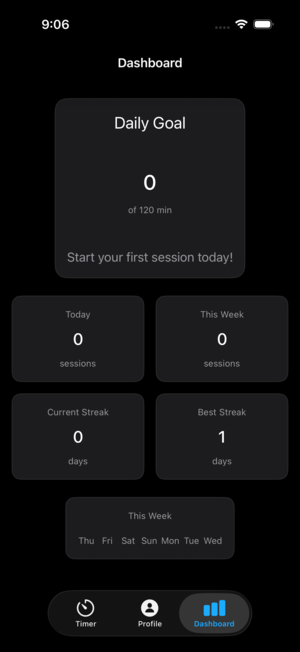 9:06
Dashboard
Daily Goal
0
of 120 min
Start your first session today!
Today
0
sessions
This Week
0
sessions
Current Streak
0
days
Best Streak
1
days
This Week
Thu Fri Sat Sun Mon Tue Wed
Timer
Profile
Dashboard